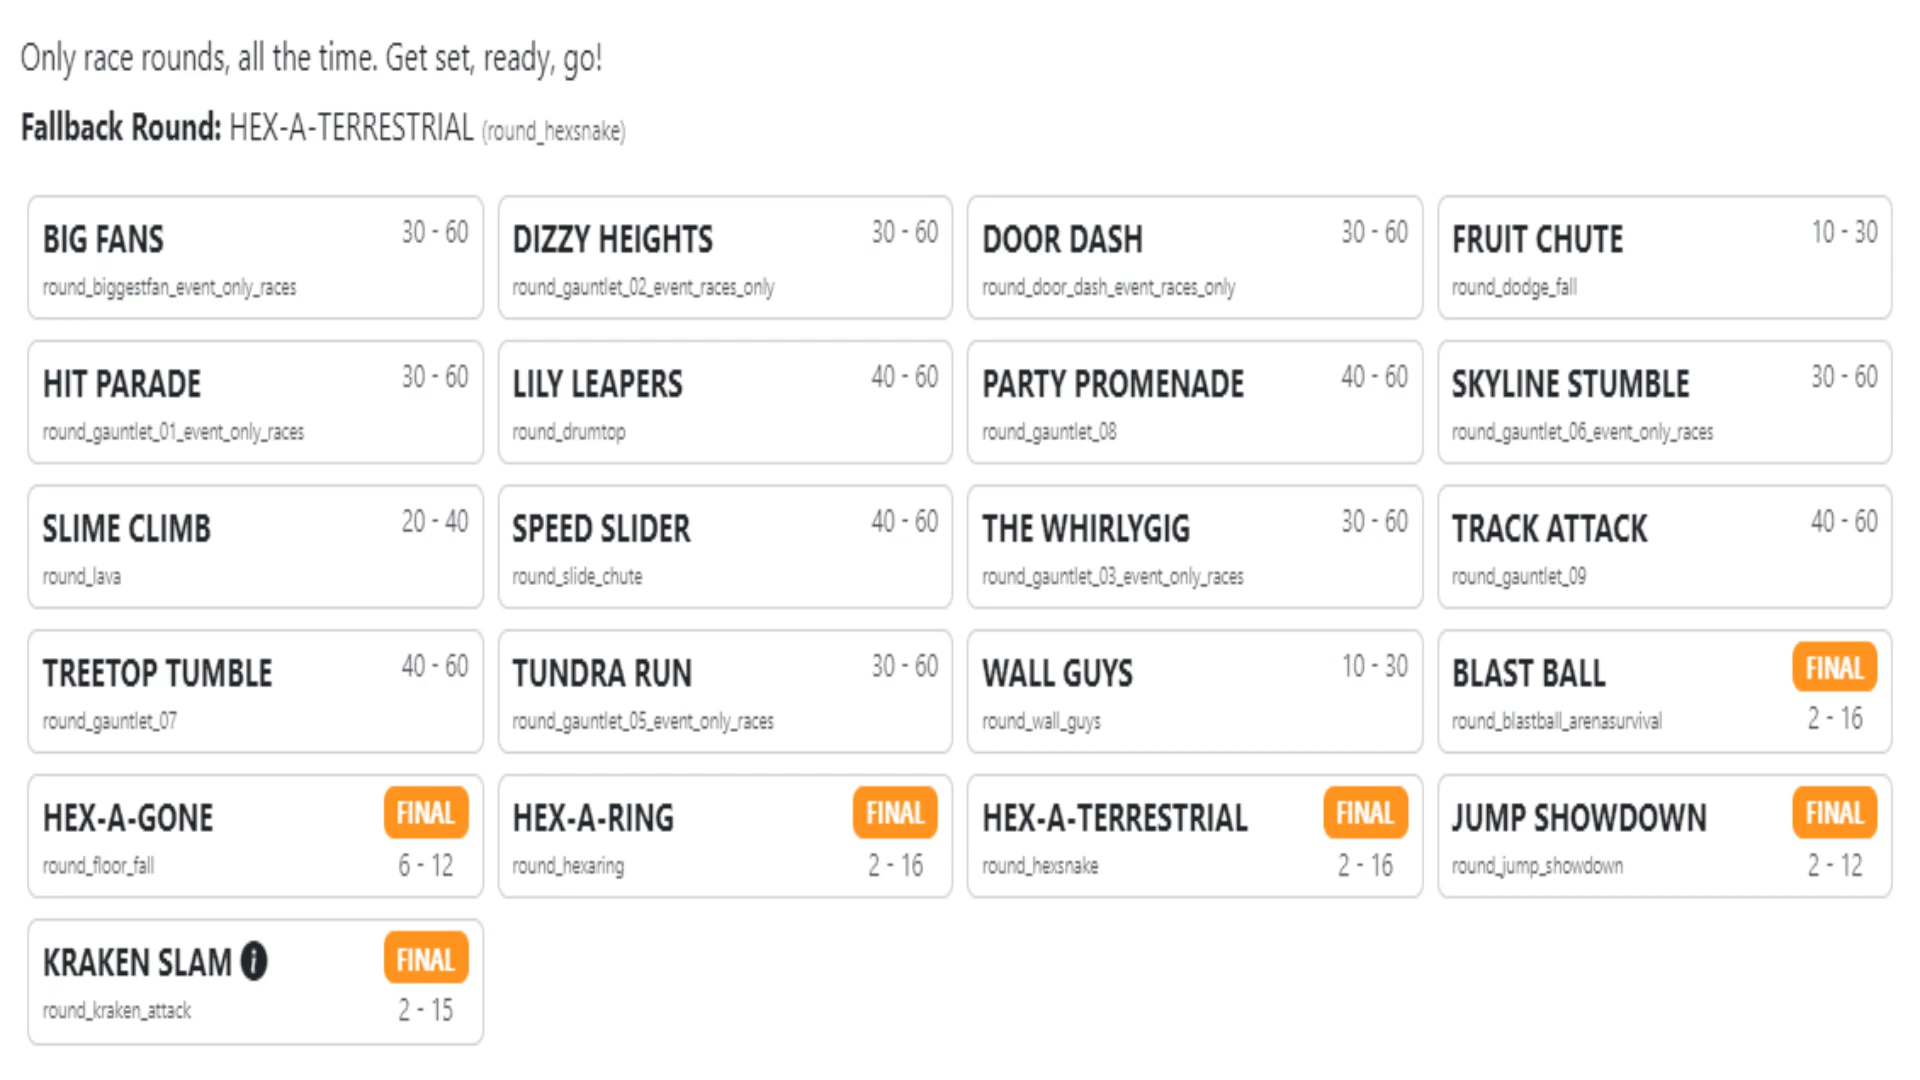 Only race rounds, all the time. Get set, ready, go!
Fallback Round: HEX-A-TERRESTRIAL (round_hexsnake)
BIG FANS 30 - 60
round_biggestfan_event_only_races
DIZZY HEIGHTS 30 - 60
round_gauntlet_02_event_races_only
DOOR DASH 30 - 60
round_door_dash_event_races_only
FRUIT CHUTE 10 - 30
round_dodge_fall
HIT PARADE 30 - 60
round_gauntlet_01_event_only_races
LILY LEAPERS 40 - 60
round_drumtop
PARTY PROMENADE 40 - 60
round_gauntlet_08
SKYLINE STUMBLE 30 - 60
round_gauntlet_06_event_only_races
SLIME CLIMB 20 - 40
round_lava
SPEED SLIDER 40 - 60
round_slide_chute
THE WHIRLYGIG 30 - 60
round_gauntlet_03_event_only_races
TRACK ATTACK 40 - 60
round_gauntlet_09
TREETOP TUMBLE 40 - 60
round_gauntlet_07
TUNDRA RUN 30 - 60
round_gauntlet_05_event_only_races
WALL GUYS 10 - 30
round_wall_guys
BLAST BALL FINAL
round_blastball_arenasurvival 2 - 16
HEX-A-GONE FINAL
round_floor_fall 6 - 12
HEX-A-RING FINAL
round_hexaring 2 - 16
HEX-A-TERRESTRIAL FINAL
round_hexsnake 2 - 16
JUMP SHOWDOWN FINAL
round_jump_showdown 2 - 12
KRAKEN SLAM i FINAL
round_kraken_attack 2 - 15